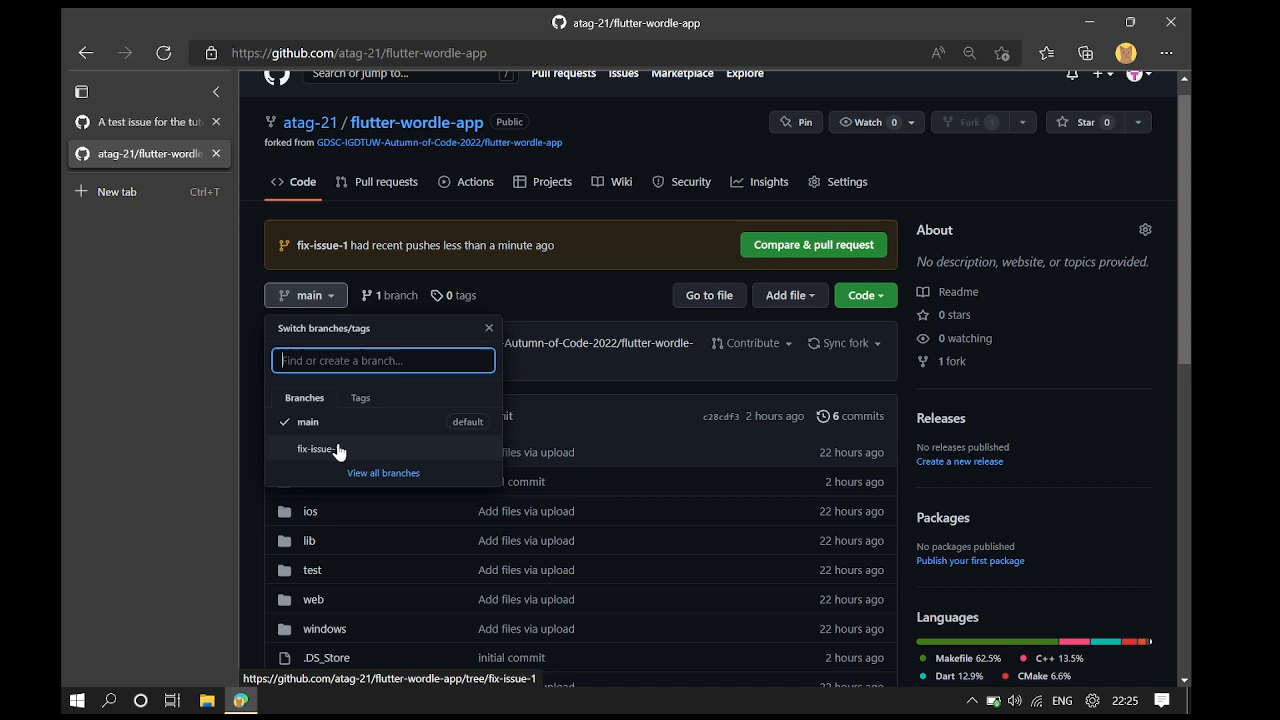 atag-21/flutter-wordle-app
https://github.com/atag-21/flutter-wordle-app
Search or jump to... /
Pull requests Issues Marketplace Explore
A test issue for the tut
atag-21/flutter-wordle
New tab Ctrl+T
atag-21 / flutter-wordle-app Public
Pin Watch 0 Fork 1 Star 0
forked from GDSC-IGDTUW-Autumn-of-Code-2022/flutter-wordle-app
<> Code Pull requests Actions Projects Wiki Security Insights Settings
fix-issue-1 had recent pushes less than a minute ago Compare & pull request
main 1 branch 0 tags Go to file Add file Code
Switch branches/tags
Find or create a branch...
Branches Tags
main default
fix-issue-
View all branches
-Autumn-of-Code-2022/flutter-wordle- Contribute Sync fork
it c28cdf3 2 hours ago 6 commits
files via upload 22 hours ago
l commit 2 hours ago
ios Add files via upload 22 hours ago
lib Add files via upload 22 hours ago
test Add files via upload 22 hours ago
web Add files via upload 22 hours ago
windows Add files via upload 22 hours ago
.DS_Store initial commit 2 hours ago
22 hours ago
About
No description, website, or topics provided.
Readme
0 stars
0 watching
1 fork
Releases
No releases published
Create a new release
Packages
No packages published
Publish your first package
Languages
Makefile 62.5% C++ 13.5%
Dart 12.9% CMake 6.6%
https://github.com/atag-21/flutter-wordle-app/tree/fix-issue-1
ENG 22:25